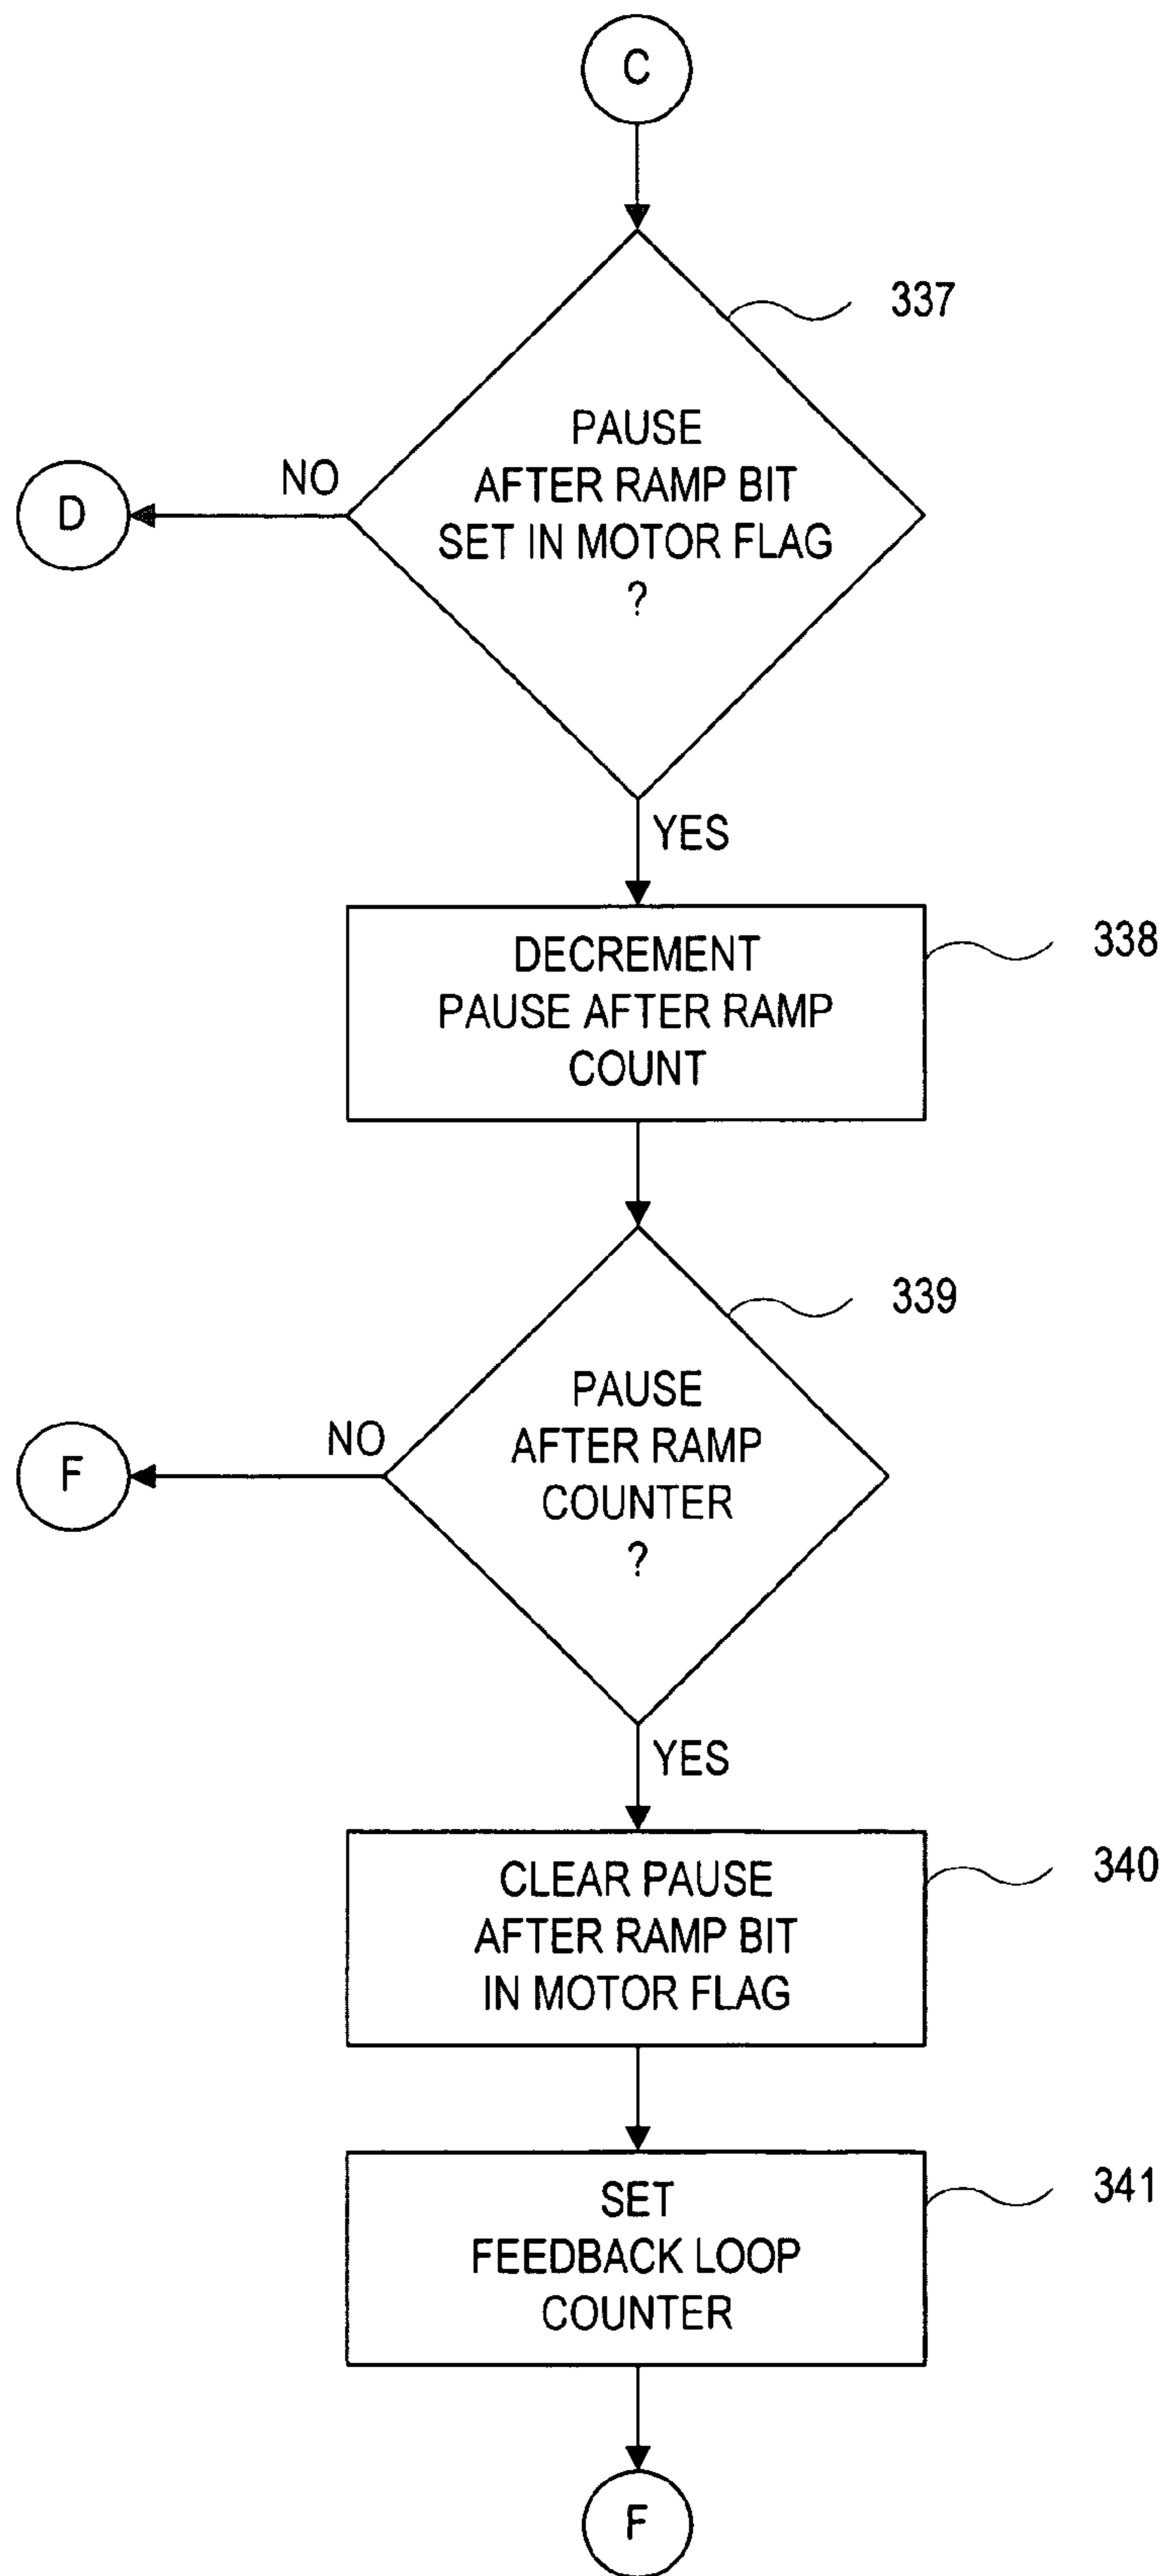 C
337
PAUSE
AFTER RAMP BIT
SET IN MOTOR FLAG
?
NO
D
YES
DECREMENT
PAUSE AFTER RAMP
COUNT
338
339
PAUSE
AFTER RAMP
COUNTER
?
NO
F
YES
CLEAR PAUSE
AFTER RAMP BIT
IN MOTOR FLAG
340
SET
FEEDBACK LOOP
COUNTER
341
F